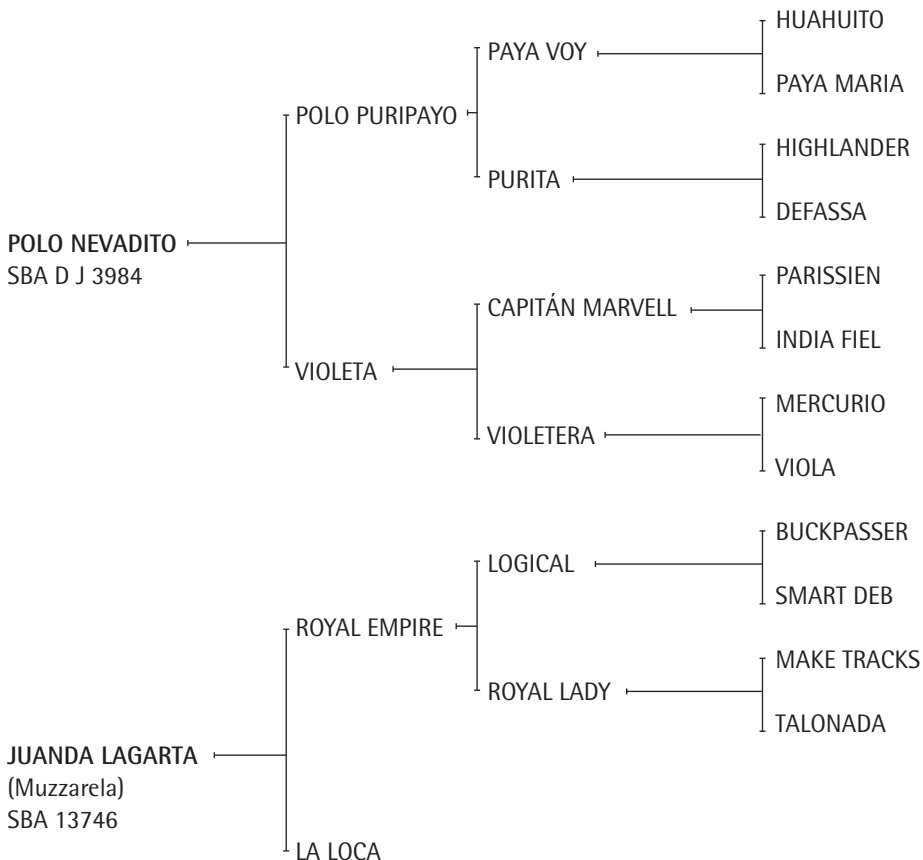 HUAHUITO
PAYA VOY
PAYA MARIA
POLO PURIPAYO
HIGHLANDER
PURITA
DEFASSA
POLO NEVADITO
SBA D J 3984
PARISSIEN
CAPITÁN MARVELL
INDIA FIEL
VIOLETA
MERCURIO
VIOLETERA
VIOLA
BUCKPASSER
LOGICAL
SMART DEB
ROYAL EMPIRE
MAKE TRACKS
ROYAL LADY
TALONADA
JUANDA LAGARTA
(Muzzarela)
SBA 13746
LA LOCA